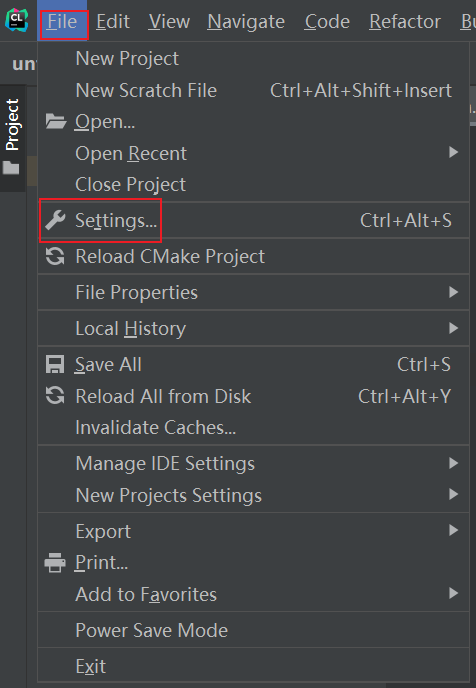 CL File Edit View Navigate Code Refactor
Project
New Project
New Scratch File Ctrl+Alt+Shift+Insert
Open...
Open Recent
Close Project
Settings... Ctrl+Alt+S
Reload CMake Project
File Properties
Local History
Save All Ctrl+S
Reload All from Disk Ctrl+Alt+Y
Invalidate Caches...
Manage IDE Settings
New Projects Settings
Export
Print...
Add to Favorites
Power Save Mode
Exit